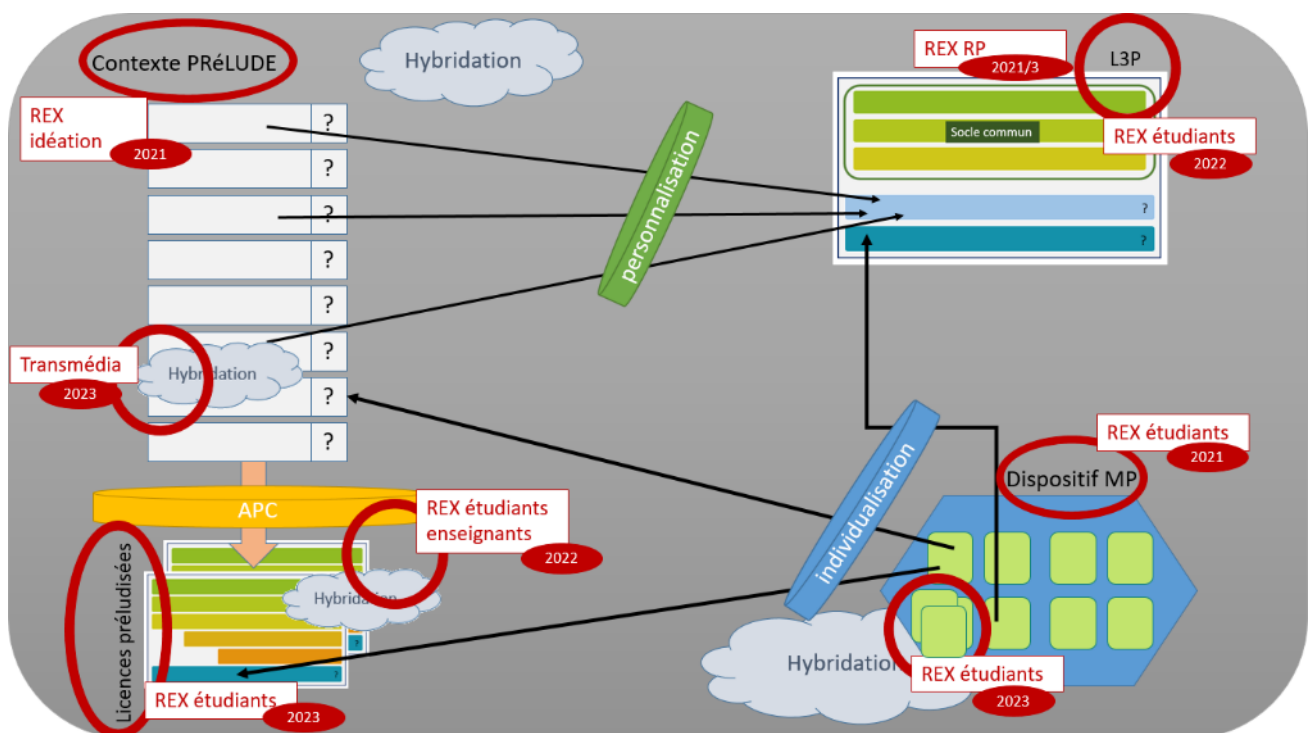 Contexte PRéLUDE
Hybridation
REX RP
2021/3
L3P
REX
idéation
2021
?
?
?
?
?
?
?
?
Socle commun
REX étudiants
2022
?
?
personnalisation
Transmédia
2023
Hybridation
individualisation
REX étudiants
2021
Dispositif MP
APC
REX étudiants
enseignants
2022
Licences préludisées
Hybridation
?
?
REX étudiants
2023
Hybridation
REX étudiants
2023